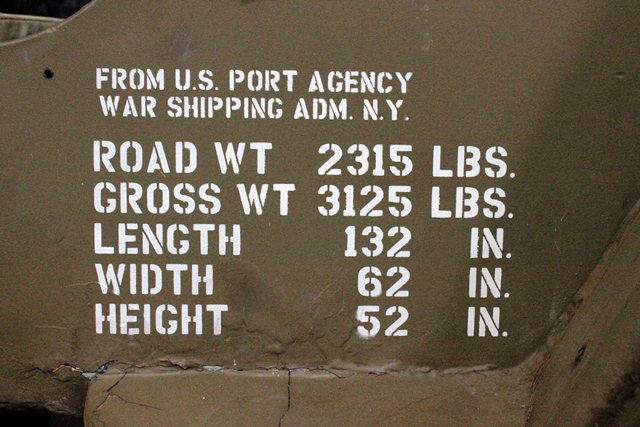 FROM U.S. PORT AGENCY
WAR SHIPPING ADM. N.Y.
ROAD WT 2315 LBS.
GROSS WT 3125 LBS.
LENGTH 132 IN.
WIDTH 62 IN.
HEIGHT 52 IN.